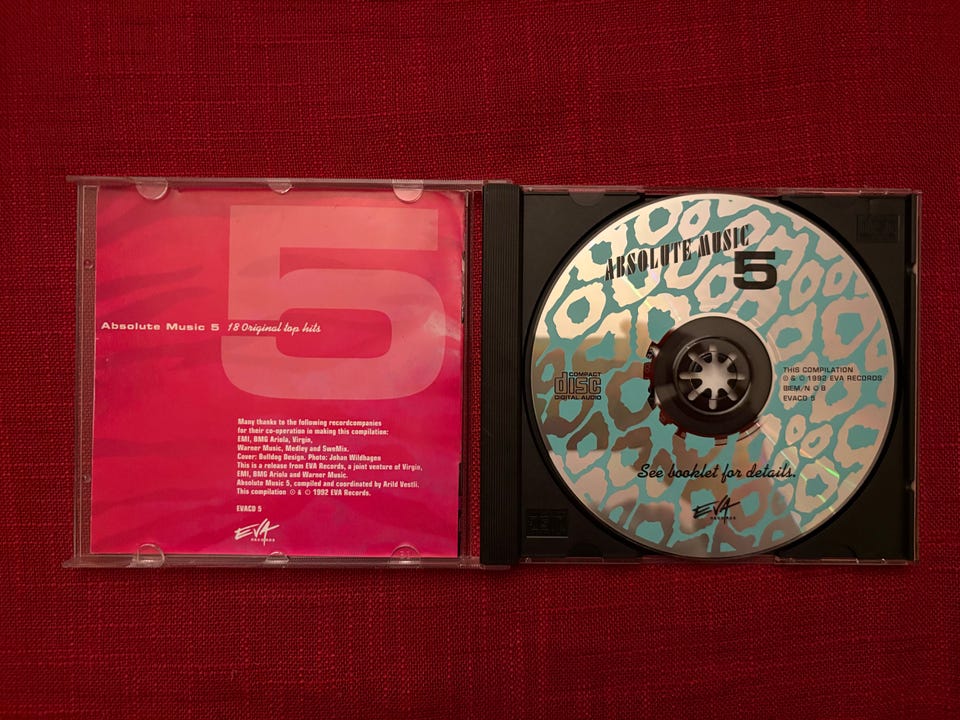 5
Absolute Music 5 18 Original top hits
Many thanks to the following recordcompanies
for their co-operation in making this compilation:
EMI, BMG Ariola, Virgin,
Warner Music, Medley and SweMix.
Cover: Bulldog Design. Photo: Johan Wildhagen
This is a release from EVA Records, a joint venture of Virgin,
EMI, BMG Ariola and Warner Music.
Absolute Music 5, compiled and coordinated by Arild Vestli.
This compilation ℗ & © 1992 EVA Records.
EVACD 5
EVA
RECORDS
ABSOLUTE MUSIC
5
COMPACT
disc
DIGITAL AUDIO
THIS COMPILATION
℗ & © 1992 EVA RECORDS
BIEM/N © B
EVACD 5
See booklet for details.
EVA
RECORDS